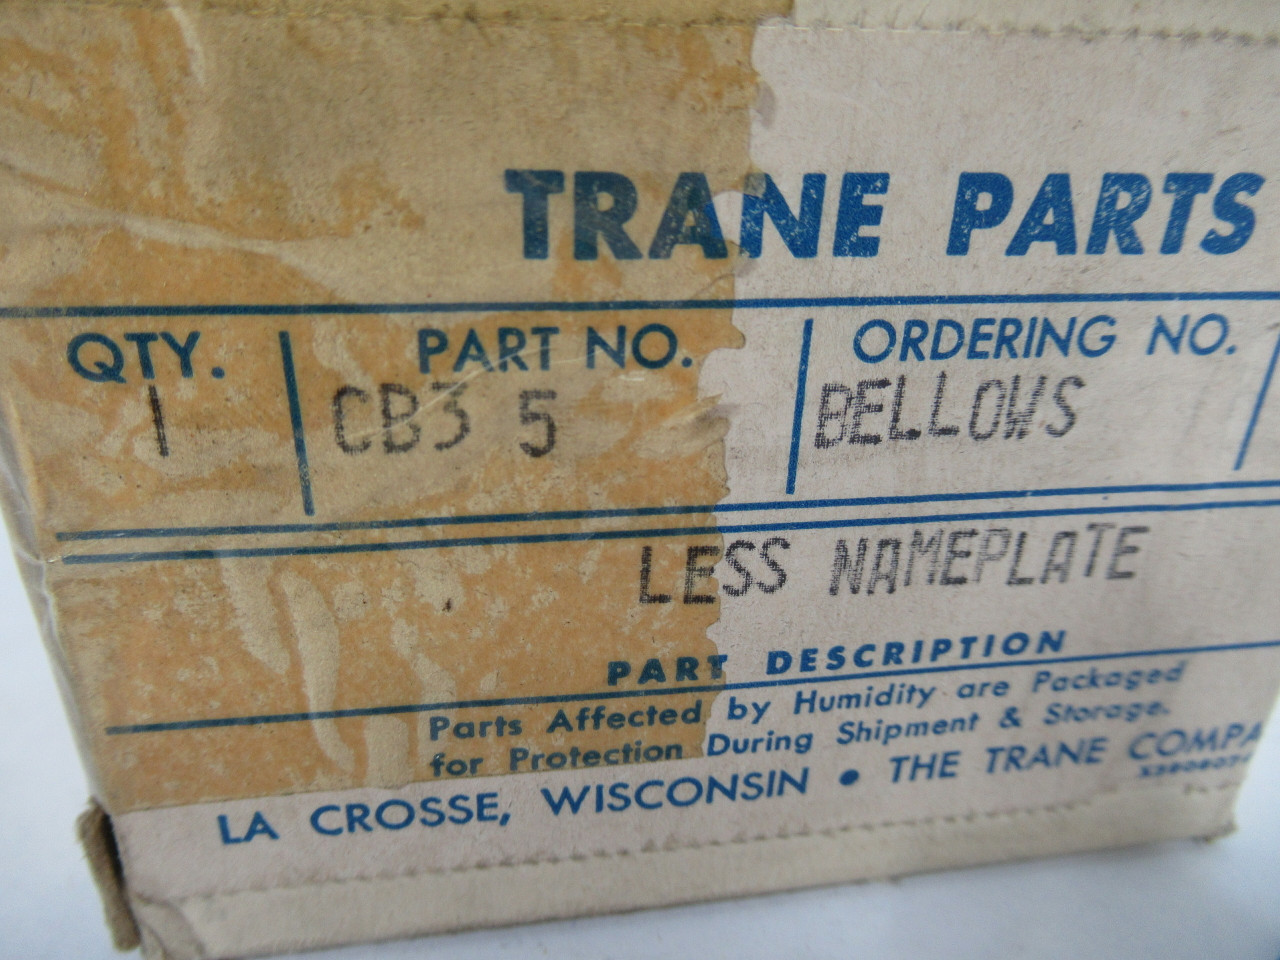 TRANE PARTS
QTY. PART NO. ORDERING NO.
1 CB3 5 BELLOWS
LESS NAMEPLATE
PART DESCRIPTION
Parts Affected by Humidity are Packaged
for Protection During Shipment & Storage.
LA CROSSE, WISCONSIN • THE TRANE COMPA